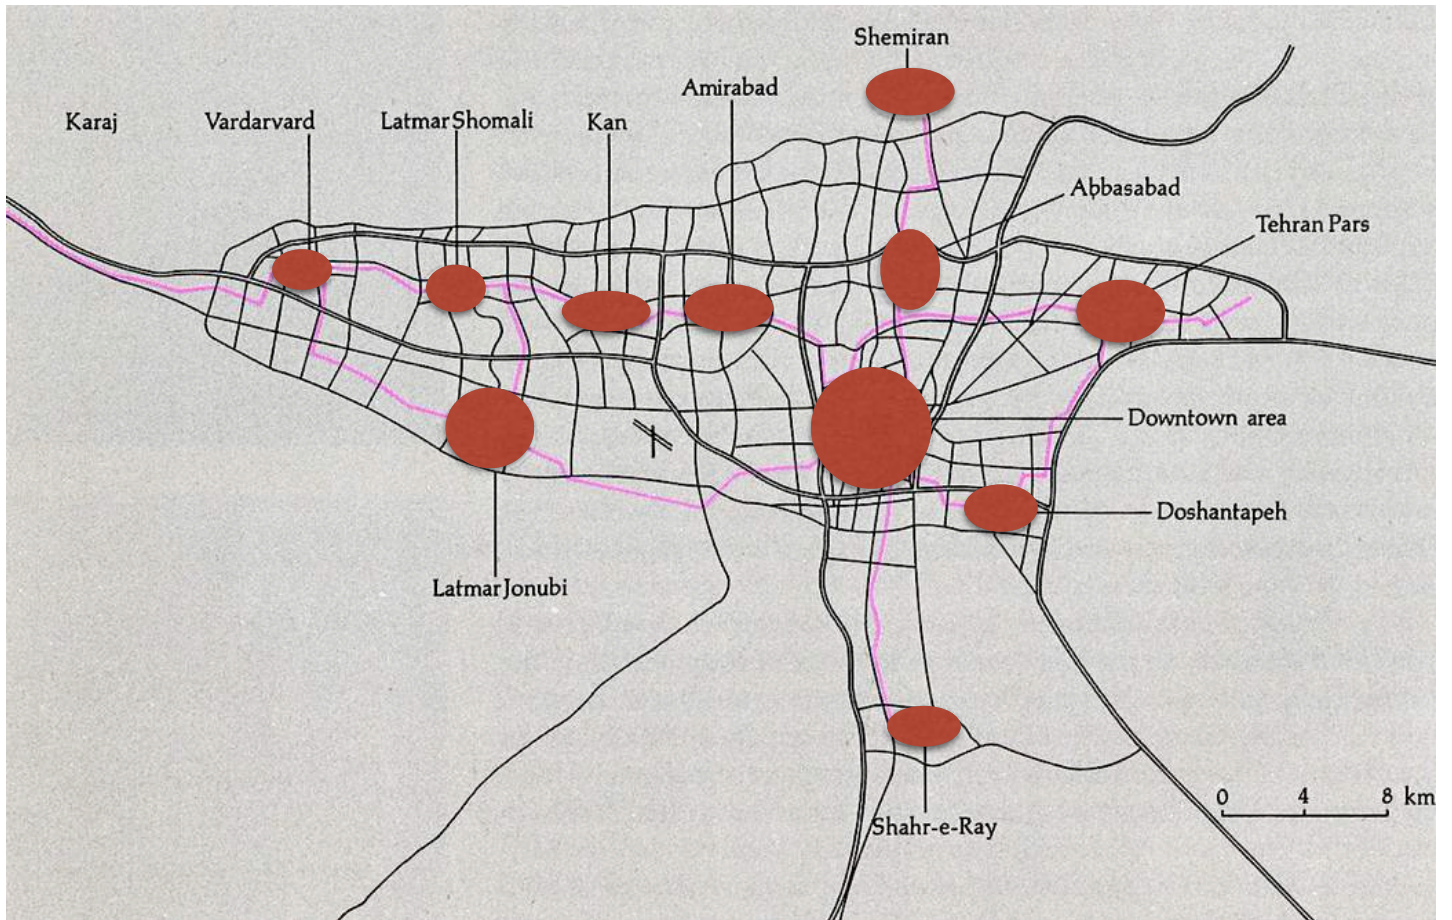 Shemiran
Amirabad
Karaj
Vardarvard
Latmar Shomali
Kan
Abbasabad
Tehran Pars
Downtown area
Doshantapeh
Latmar Jonubi
0 4 8 km
Shahr-e-Ray